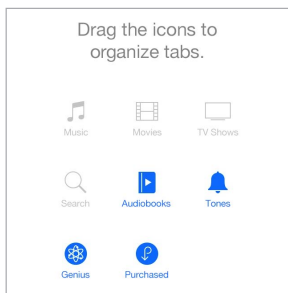 Drag the icons to
organize tabs.
Music Movies TV Shows
Search Audiobooks Tones
Genius Purchased